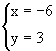 x = −6
y = 3